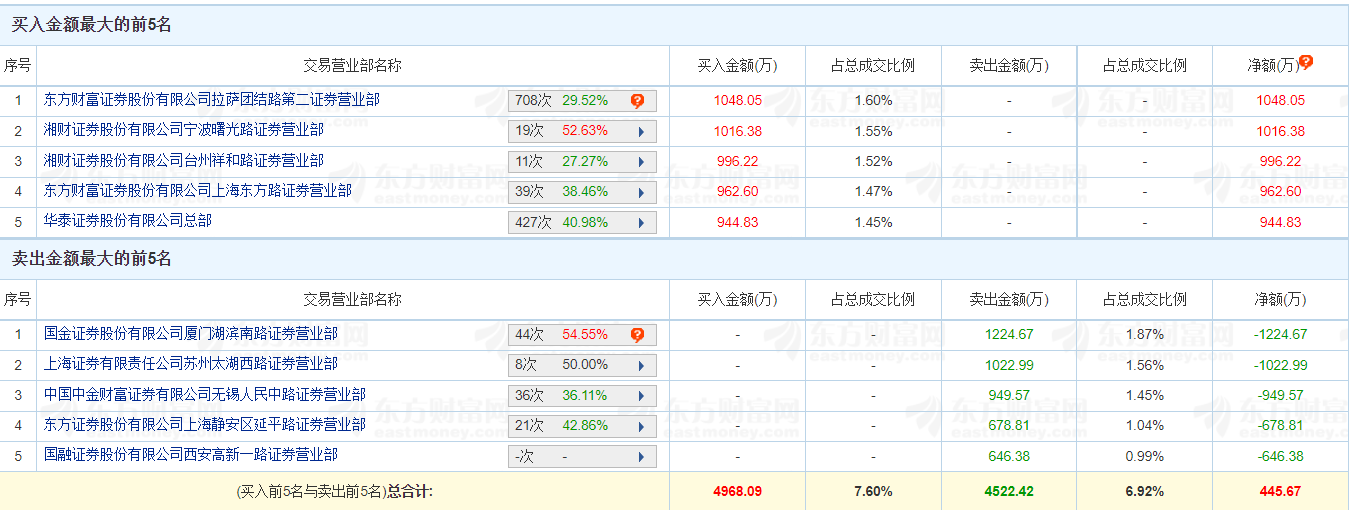 买入金额最大的前5名
序号 交易营业部名称 买入金额(万) 占总成交比例 卖出金额(万) 占总成交比例 净额(万)
1 东方财富证券股份有限公司拉萨团结路第二证券营业部 708次 29.52% 1048.05 1.60% - - 1048.05
2 湘财证券股份有限公司宁波曙光路证券营业部 19次 52.63% 1016.38 1.55% - - 1016.38
3 湘财证券股份有限公司台州祥和路证券营业部 11次 27.27% 996.22 1.52% - - 996.22
4 东方财富证券股份有限公司上海东方路证券营业部 39次 38.46% 962.60 1.47% - - 962.60
5 华泰证券股份有限公司总部 427次 40.98% 944.83 1.45% - - 944.83
卖出金额最大的前5名
序号 交易营业部名称 买入金额(万) 占总成交比例 卖出金额(万) 占总成交比例 净额(万)
1 国金证券股份有限公司厦门湖滨南路证券营业部 44次 54.55% - - 1224.67 1.87% -1224.67
2 上海证券有限责任公司苏州太湖西路证券营业部 8次 50.00% - - 1022.99 1.56% -1022.99
3 中国中金财富证券有限公司无锡人民中路证券营业部 36次 36.11% - - 949.57 1.45% -949.57
4 东方证券股份有限公司上海静安区延平路证券营业部 21次 42.86% - - 678.81 1.04% -678.81
5 国融证券股份有限公司西安高新一路证券营业部 -次 - - - 646.38 0.99% -646.38
(买入前5名与卖出前5名)总合计: 4968.09 7.60% 4522.42 6.92% 445.67